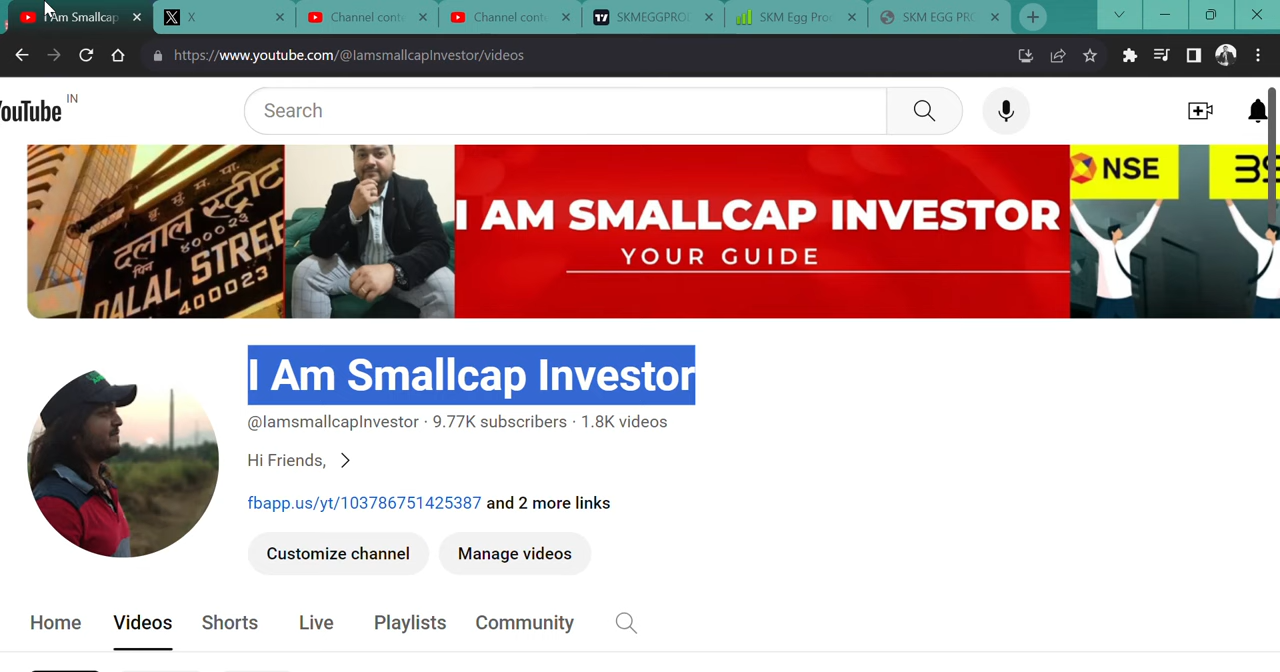 I Am Smallcap
X
Channel cont
Channel conte
SKMEGGPRO
SKM Egg Pro
SKM EGG PR
https://www.youtube.com/@IamsmallcapInvestor/videos
YouTube IN
Search
दलाल स्ट्रीट
पिन ४०००२३
DALAL STREE
400023
I AM SMALLCAP INVESTOR
YOUR GUIDE
NSE
BS
I Am Smallcap Investor
@IamsmallcapInvestor · 9.77K subscribers · 1.8K videos
Hi Friends,
fbapp.us/yt/103786751425387 and 2 more links
Customize channel
Manage videos
Home Videos Shorts Live Playlists Community